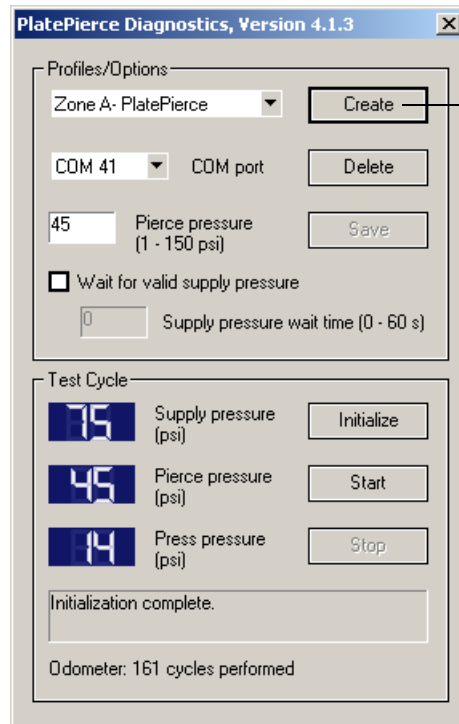 PlatePierce Diagnostics, Version 4.1.3
Profiles/Options
Zone A- PlatePierce Create
COM 41 COM port Delete
45 Pierce pressure Save
(1 - 150 psi)
Wait for valid supply pressure
0 Supply pressure wait time (0 - 60 s)
Test Cycle
75 Supply pressure Initialize
(psi)
45 Pierce pressure Start
(psi)
14 Press pressure Stop
(psi)
Initialization complete.
Odometer: 161 cycles performed